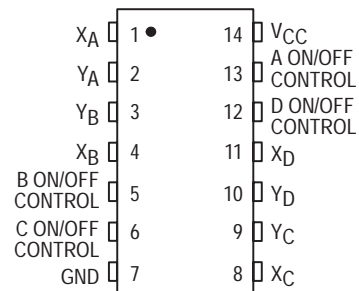 XA 1 14 VCC
YA 2 13 A ON/OFF CONTROL
YB 3 12 D ON/OFF CONTROL
XB 4 11 XD
B ON/OFF CONTROL 5 10 YD
C ON/OFF CONTROL 6 9 YC
GND 7 8 XC